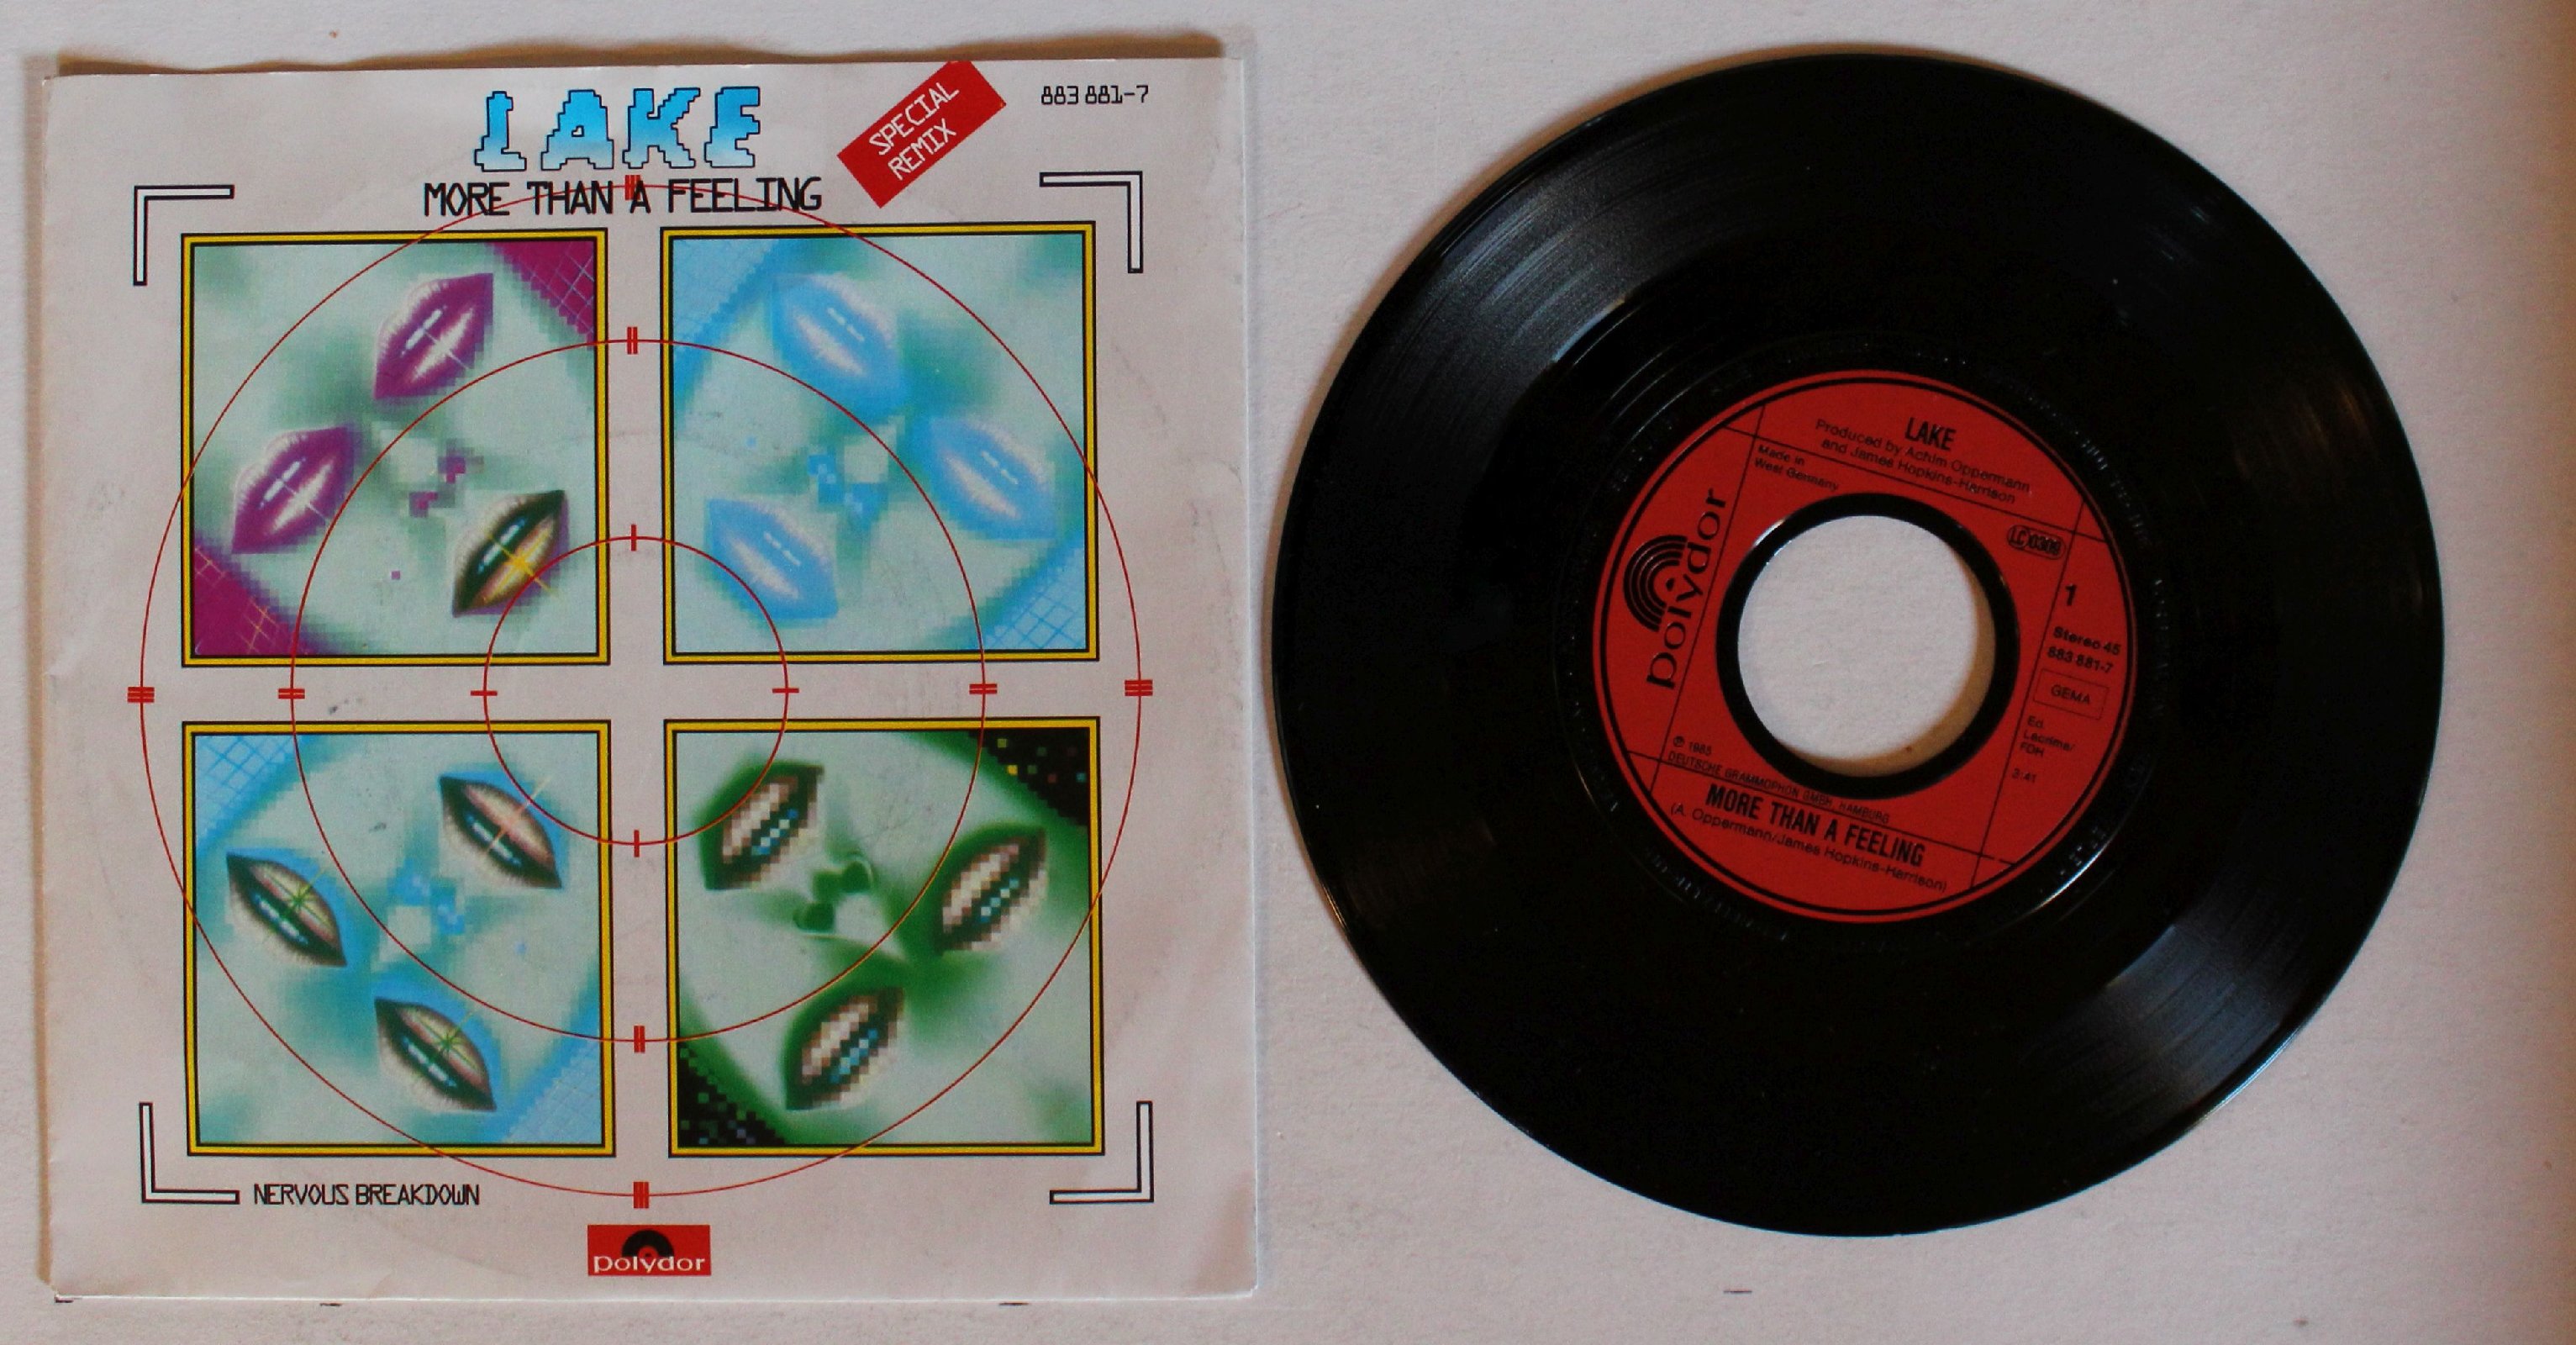 LAKE
SPECIAL
REMIX
883 881-7
MORE THAN A FEELING
NERVOUS BREAKDOWN
polydor
LAKE
Produced by Achim Oppermann
and James Hopkins-Harrison
Made in
West Germany
LC 0309
polydor
1
Stereo 45
883 881-7
GEMA
Ed.
Lacrima/
FDH
3:41
℗ 1985
DEUTSCHE GRAMMOPHON GMBH, HAMBURG
MORE THAN A FEELING
(A. Oppermann/James Hopkins-Harrison)